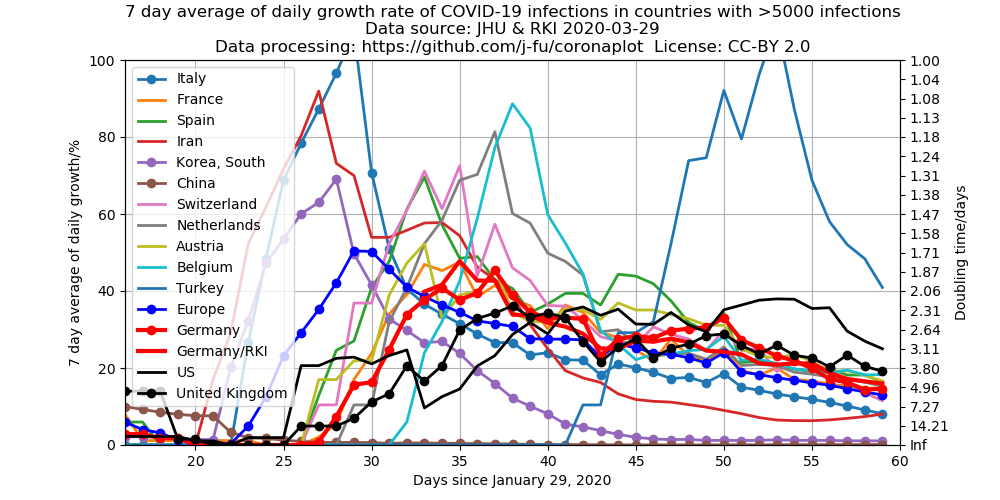 7 day average of daily growth rate of COVID-19 infections in countries with >5000 infections
Data source: JHU & RKI 2020-03-29
Data processing: https://github.com/j-fu/coronaplot License: CC-BY 2.0
7 day average of daily growth/%
100
80
60
40
20
0
Italy
France
Spain
Iran
Korea, South
China
Switzerland
Netherlands
Austria
Belgium
Turkey
Europe
Germany
Germany/RKI
US
United Kingdom
1.00
1.04
1.08
1.13
1.18
1.24
1.31
1.38
1.47
1.58
1.71
1.87
2.06
2.31
2.64
3.11
3.80
4.96
7.27
14.21
Inf
Doubling time/days
20 25 30 35 40 45 50 55 60
Days since January 29, 2020